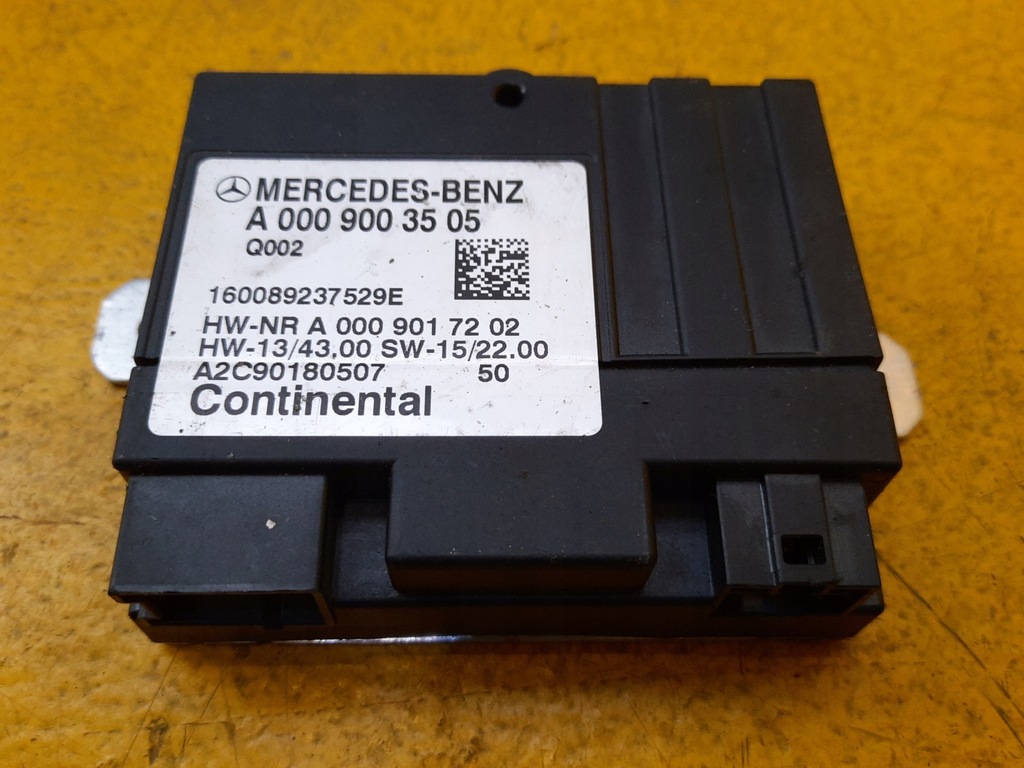 MERCEDES-BENZ
A 000 900 35 05
Q002
160089237529E
HW-NR A 000 901 72 02
HW-13/43.00 SW-15/22.00
A2C90180507 50
Continental